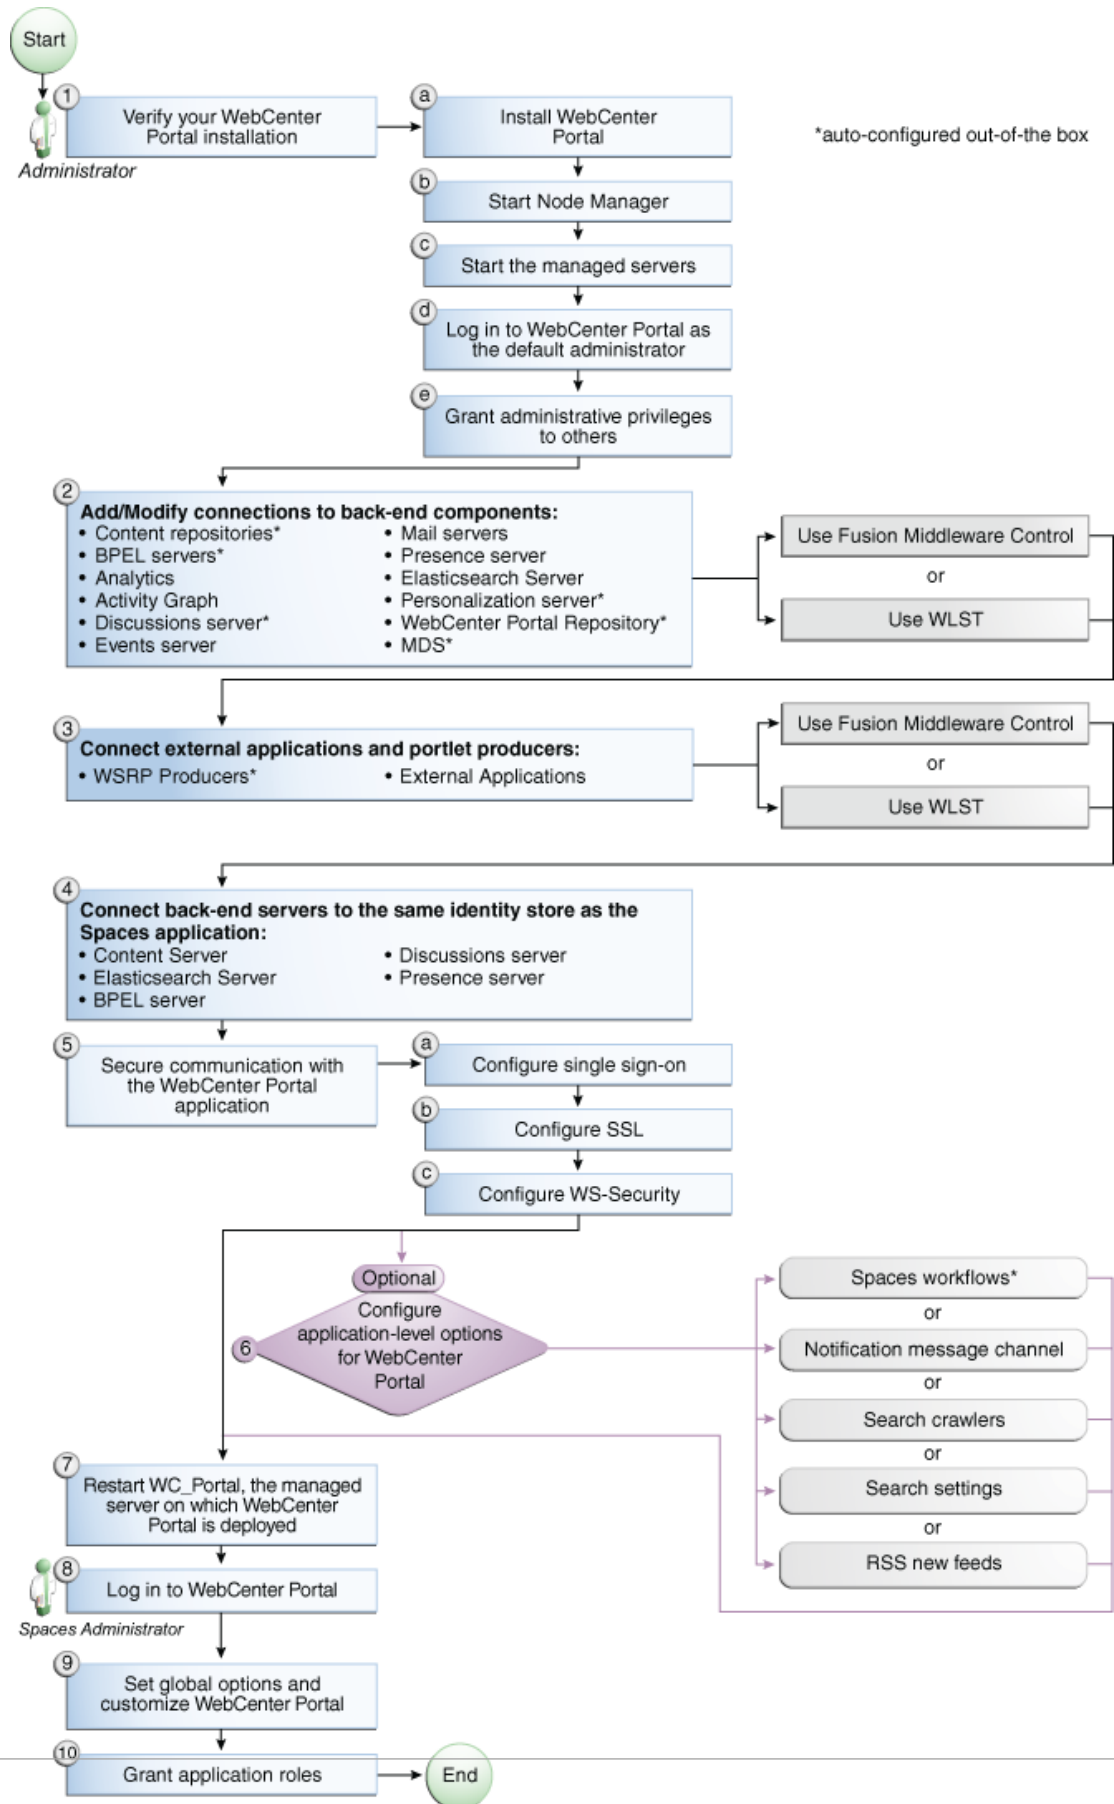 Start
1
Verify your WebCenter
Portal installation
Administrator
a
Install WebCenter
Portal
*auto-configured out-of-the box
b
Start Node Manager
c
Start the managed servers
d
Log in to WebCenter Portal as
the default administrator
e
Grant administrative privileges
to others
2
Add/Modify connections to back-end components:
• Content repositories*
• BPEL servers*
• Analytics
• Activity Graph
• Discussions server*
• Events server
• Mail servers
• Presence server
• Elasticsearch Server
• Personalization server*
• WebCenter Portal Repository*
• MDS*
Use Fusion Middleware Control
or
Use WLST
3
Connect external applications and portlet producers:
• WSRP Producers*
• External Applications
Use Fusion Middleware Control
or
Use WLST
4
Connect back-end servers to the same identity store as the
Spaces application:
• Content Server
• Elasticsearch Server
• BPEL server
• Discussions server
• Presence server
5
Secure communication with
the WebCenter Portal
application
a
Configure single sign-on
b
Configure SSL
c
Configure WS-Security
Optional
6
Configure
application-level options
for WebCenter
Portal
Spaces workflows*
or
Notification message channel
or
Search crawlers
or
Search settings
or
RSS new feeds
7
Restart WC_Portal, the managed
server on which WebCenter
Portal is deployed
8
Log in to WebCenter Portal
Spaces Administrator
9
Set global options and
customize WebCenter Portal
10
Grant application roles
End